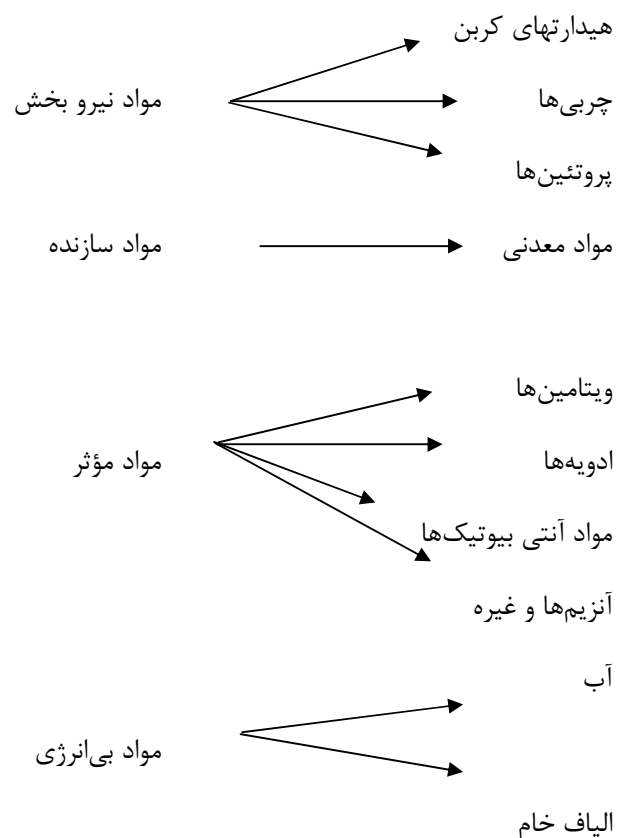 هیدارتهای کربن
مواد نیرو بخش
چربی‌ها
پروتئین‌ها
مواد سازنده
مواد معدنی
ویتامین‌ها
مواد مؤثر
ادویه‌ها
مواد آنتی بیوتیک‌ها
آنزیم‌ها و غیره
آب
مواد بی‌انرژی
الیاف خام